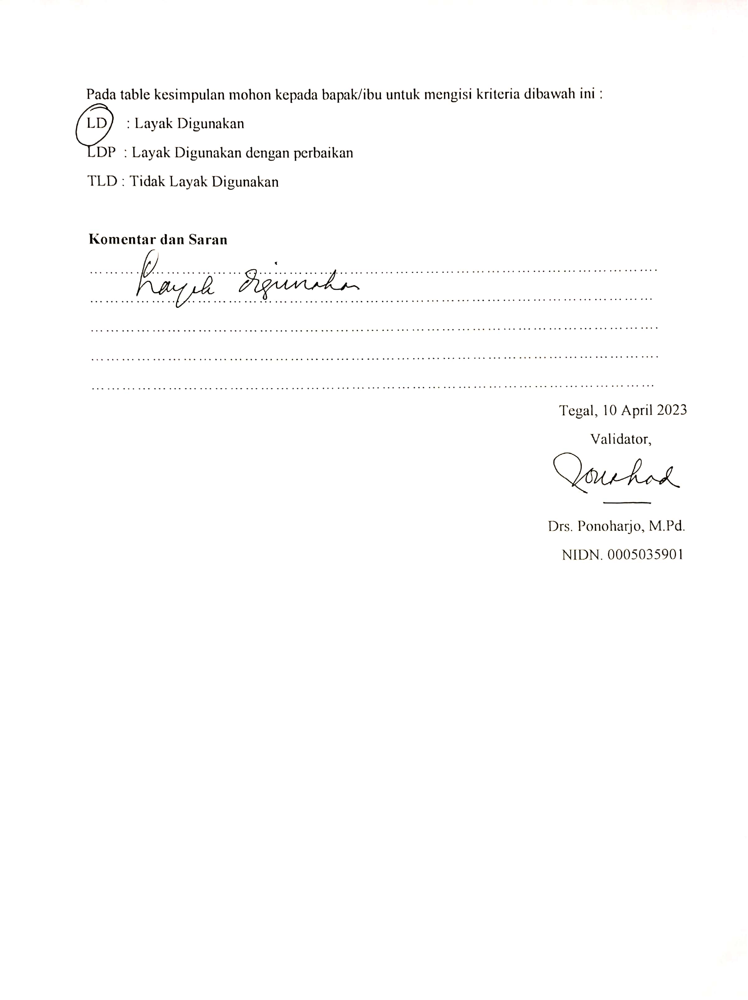 Pada table kesimpulan mohon kepada bapak/ibu untuk mengisi kriteria dibawah ini :
LD : Layak Digunakan
LDP : Layak Digunakan dengan perbaikan
TLD : Tidak Layak Digunakan
Komentar dan Saran
Layak digunakan
Tegal, 10 April 2023
Validator,
Drs. Ponoharjo, M.Pd.
NIDN. 0005035901